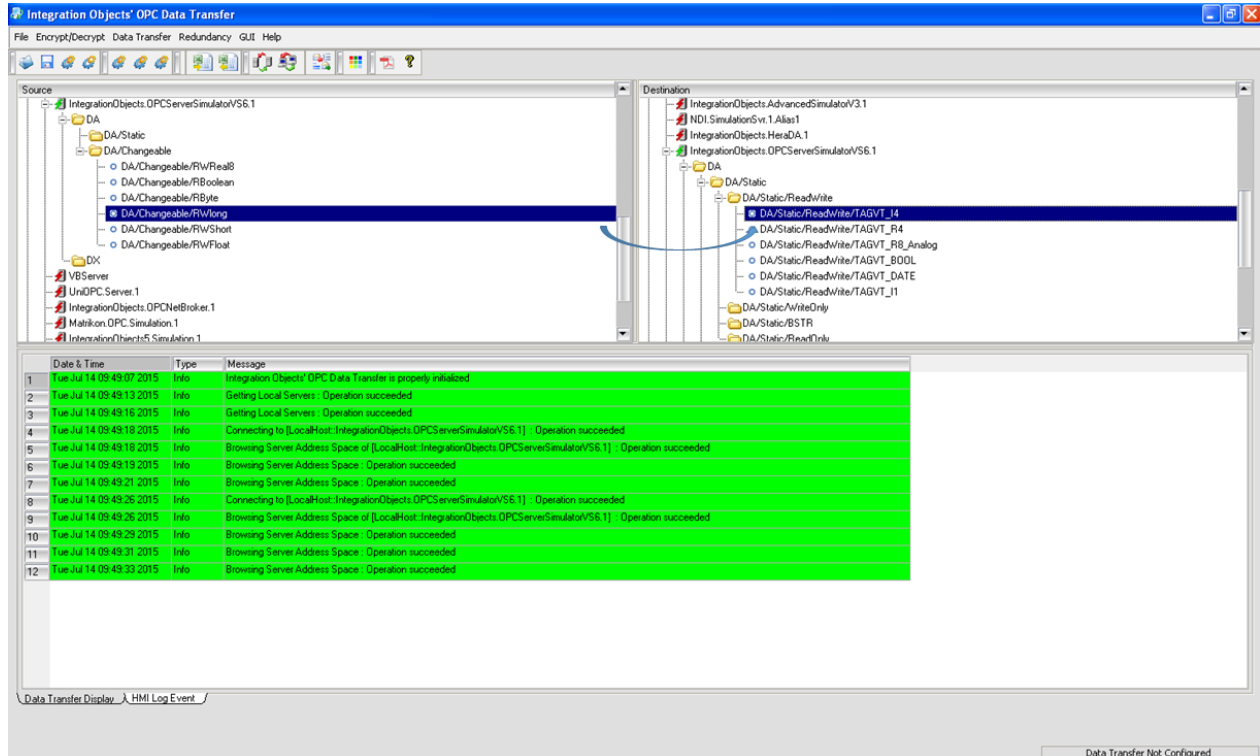 Integration Objects' OPC Data Transfer
File Encrypt/Decrypt Data Transfer Redundancy GUI Help
Source
IntegrationObjects.OPCServerSimulatorVS6.1
DA
DA/Static
DA/Changeable
DA/Changeable/RWReal8
DA/Changeable/RBoolean
DA/Changeable/RByte
DA/Changeable/RWlong
DA/Changeable/RWShort
DA/Changeable/RWFloat
DX
VBServer
UniOPC.Server.1
IntegrationObjects.OPCNetBroker.1
Matrikon.OPC.Simulation.1
IntegrationObjects5.Simulation.1
Destination
IntegrationObjects.AdvancedSimulatorV3.1
NDI.SimulationSvr.1.Alias1
IntegrationObjects.HeraDA.1
IntegrationObjects.OPCServerSimulatorVS6.1
DA
DA/Static
DA/Static/ReadWrite
DA/Static/ReadWrite/TAGVT_I4
DA/Static/ReadWrite/TAGVT_R4
DA/Static/ReadWrite/TAGVT_R8_Analog
DA/Static/ReadWrite/TAGVT_BOOL
DA/Static/ReadWrite/TAGVT_DATE
DA/Static/ReadWrite/TAGVT_I1
DA/Static/WriteOnly
DA/Static/BSTR
DA/Static/ReadOnly
Date & Time Type Message
1 Tue Jul 14 09:49:07 2015 Info Integration Objects' OPC Data Transfer is properly initialized
2 Tue Jul 14 09:49:13 2015 Info Getting Local Servers : Operation succeeded
3 Tue Jul 14 09:49:16 2015 Info Getting Local Servers : Operation succeeded
4 Tue Jul 14 09:49:18 2015 Info Connecting to [LocalHost::IntegrationObjects.OPCServerSimulatorVS6.1] : Operation succeeded
5 Tue Jul 14 09:49:18 2015 Info Browsing Server Address Space of [LocalHost::IntegrationObjects.OPCServerSimulatorVS6.1] : Operation succeeded
6 Tue Jul 14 09:49:19 2015 Info Browsing Server Address Space : Operation succeeded
7 Tue Jul 14 09:49:21 2015 Info Browsing Server Address Space : Operation succeeded
8 Tue Jul 14 09:49:26 2015 Info Connecting to [LocalHost::IntegrationObjects.OPCServerSimulatorVS6.1] : Operation succeeded
9 Tue Jul 14 09:49:26 2015 Info Browsing Server Address Space of [LocalHost::IntegrationObjects.OPCServerSimulatorVS6.1] : Operation succeeded
10 Tue Jul 14 09:49:29 2015 Info Browsing Server Address Space : Operation succeeded
11 Tue Jul 14 09:49:31 2015 Info Browsing Server Address Space : Operation succeeded
12 Tue Jul 14 09:49:33 2015 Info Browsing Server Address Space : Operation succeeded
Data Transfer Display HMI Log Event
Data Transfer Not Configured